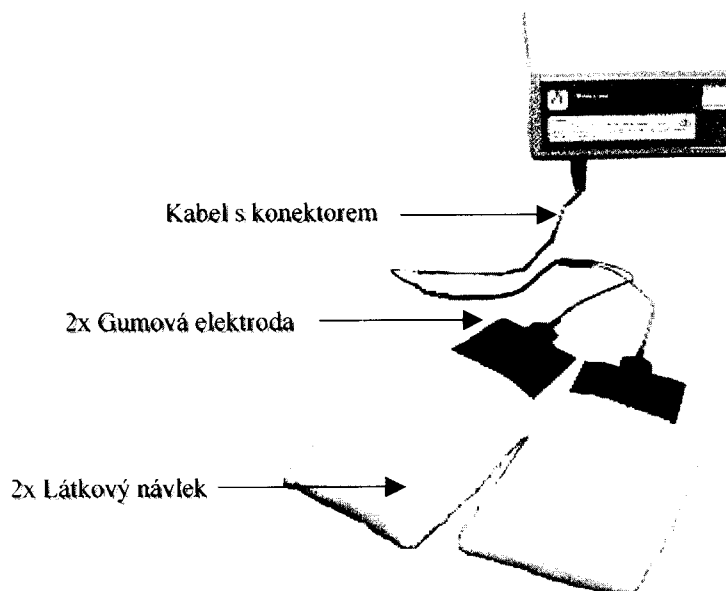 Kabel s konektorem
2x Gumová elektroda
2x Látkový návlek